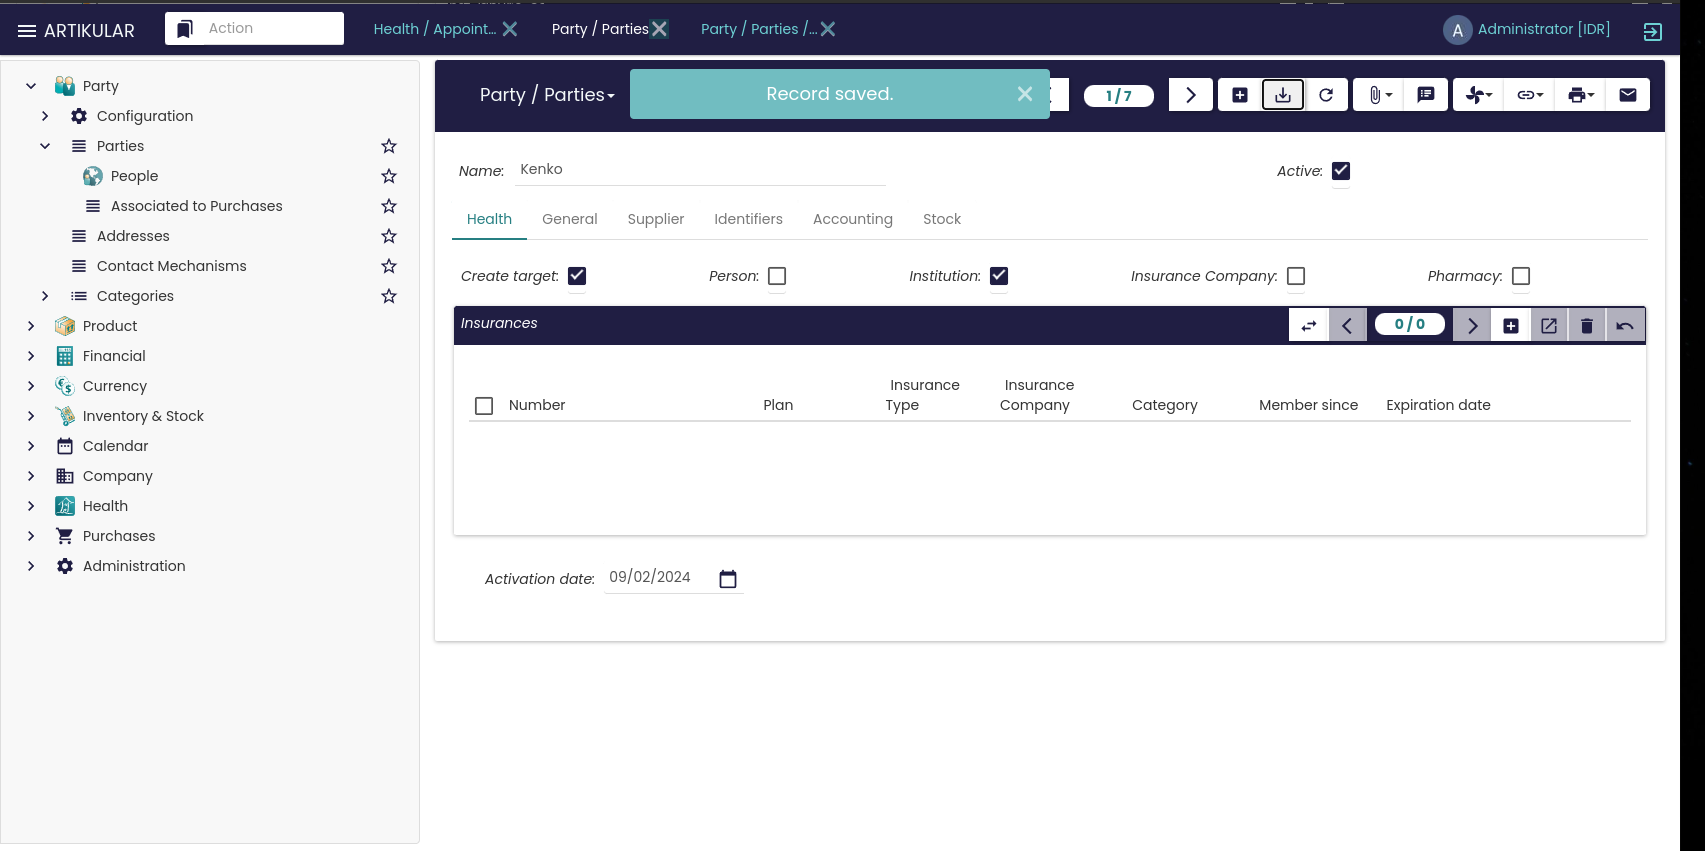 ARTIKULAR
Action
Health / Appoint...
Party / Parties
Party / Parties /...
A
Administrator [IDR]
Party
Configuration
Parties
People
Associated to Purchases
Addresses
Contact Mechanisms
Categories
Product
Financial
Currency
Inventory & Stock
Calendar
Company
Health
Purchases
Administration
Party / Parties
Record saved.
1 / 7
Name: Kenko
Active:
Health General Supplier Identifiers Accounting Stock
Create target: Person: Institution: Insurance Company: Pharmacy:
Insurances
0 / 0
Number Plan Insurance Type Insurance Company Category Member since Expiration date
Activation date: 09/02/2024